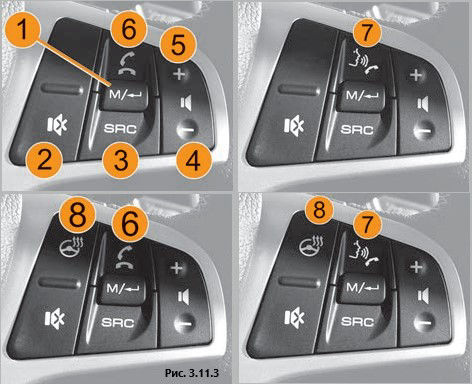 1
6
5
+
M/↵
SRC
−
2
3
4
7
+
M/↵
SRC
−
8
6
+
M/↵
SRC
−
Рис. 3.11.3
8
7
+
M/↵
SRC
−